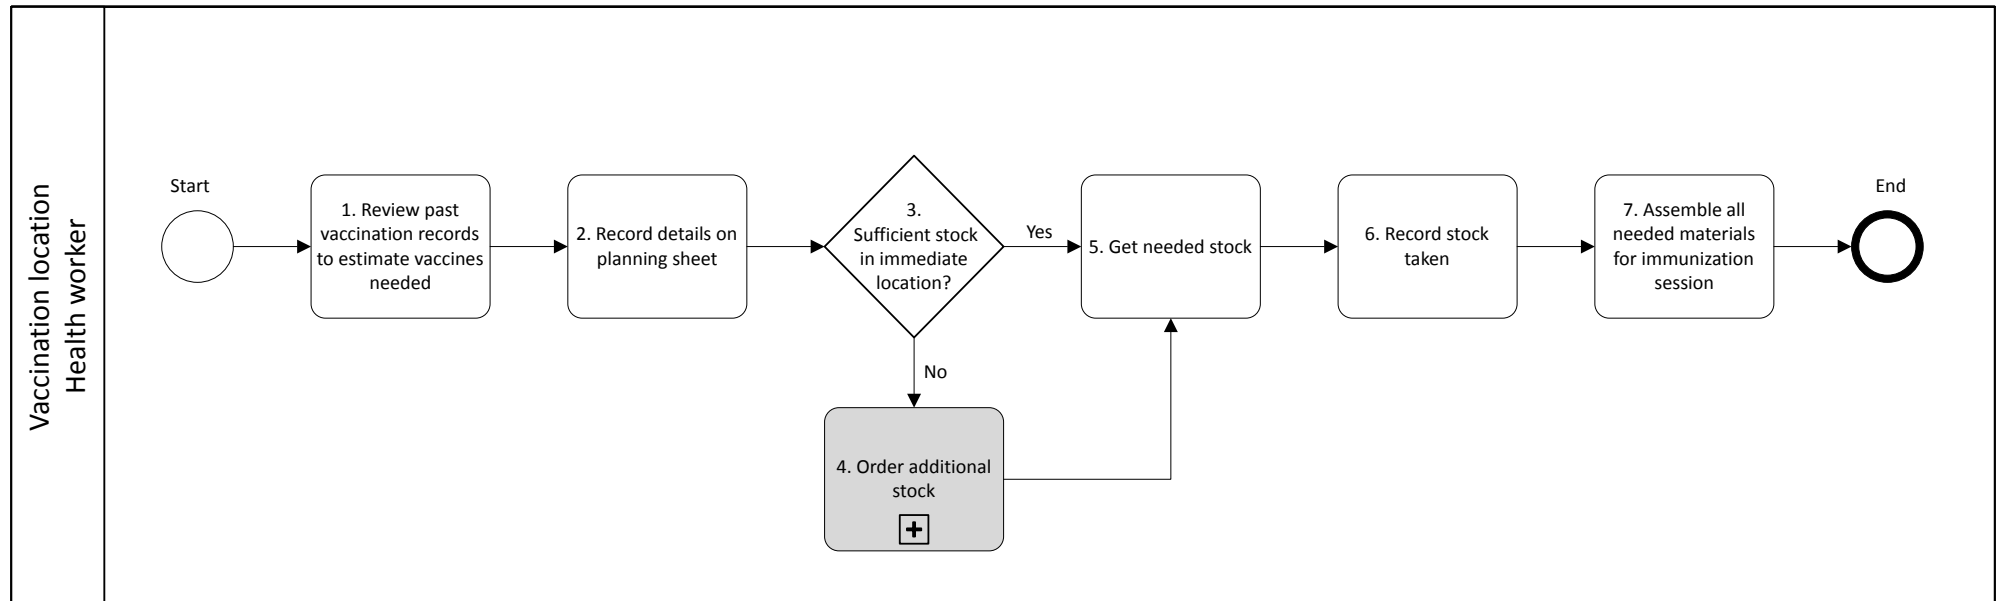 Vaccination location
Health worker
Start
1. Review past
vaccination records
to estimate vaccines
needed
2. Record details on
planning sheet
3.
Sufficient stock
in immediate
location?
Yes
No
4. Order additional
stock
5. Get needed stock
6. Record stock
taken
7. Assemble all
needed materials
for immunization
session
End